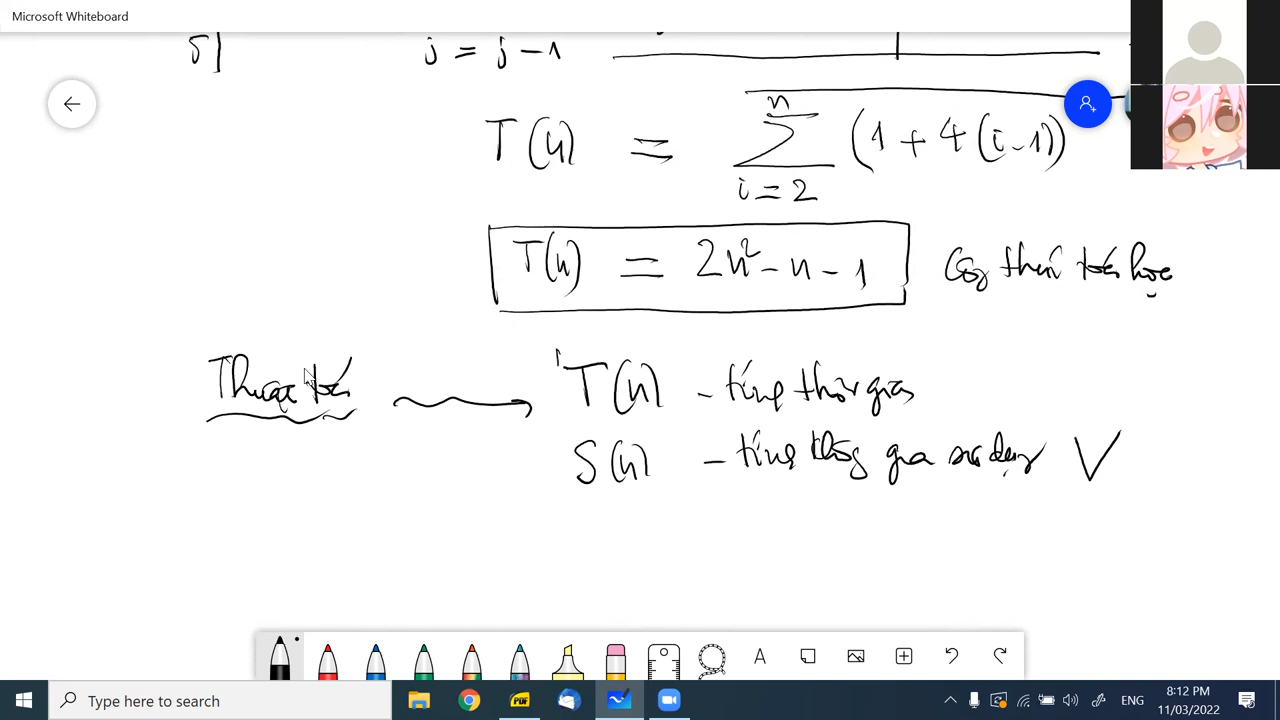 Microsoft Whiteboard
5| j = j - 1
T(n) = n∑i=2 (1 + 4(i-1))
T(n) = 2n² - n - 1 Công thức toán học
Thuật toán → T(n) - tính thời gian
S(n) - tính không gian sử dụng V
A
Type here to search
ENG
8:12 PM
11/03/2022